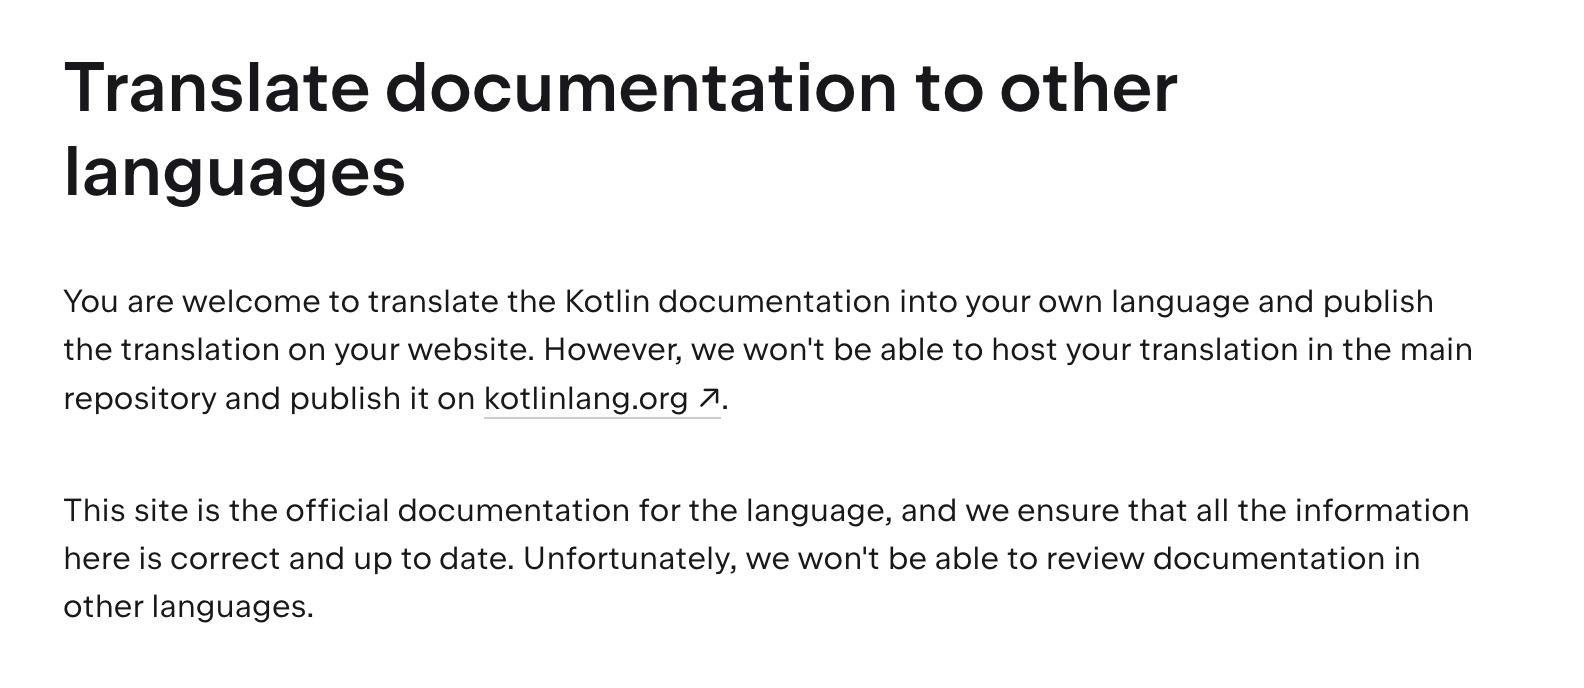 Translate documentation to other
languages
You are welcome to translate the Kotlin documentation into your own language and publish
the translation on your website. However, we won't be able to host your translation in the main
repository and publish it on kotlinlang.org ↗.
This site is the official documentation for the language, and we ensure that all the information
here is correct and up to date. Unfortunately, we won't be able to review documentation in
other languages.